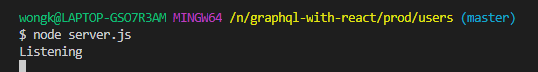 wongk@LAPTOP-GSO7R3AM MINGW64 /n/graphql-with-react/prod/users (master)
$ node server.js
Listening